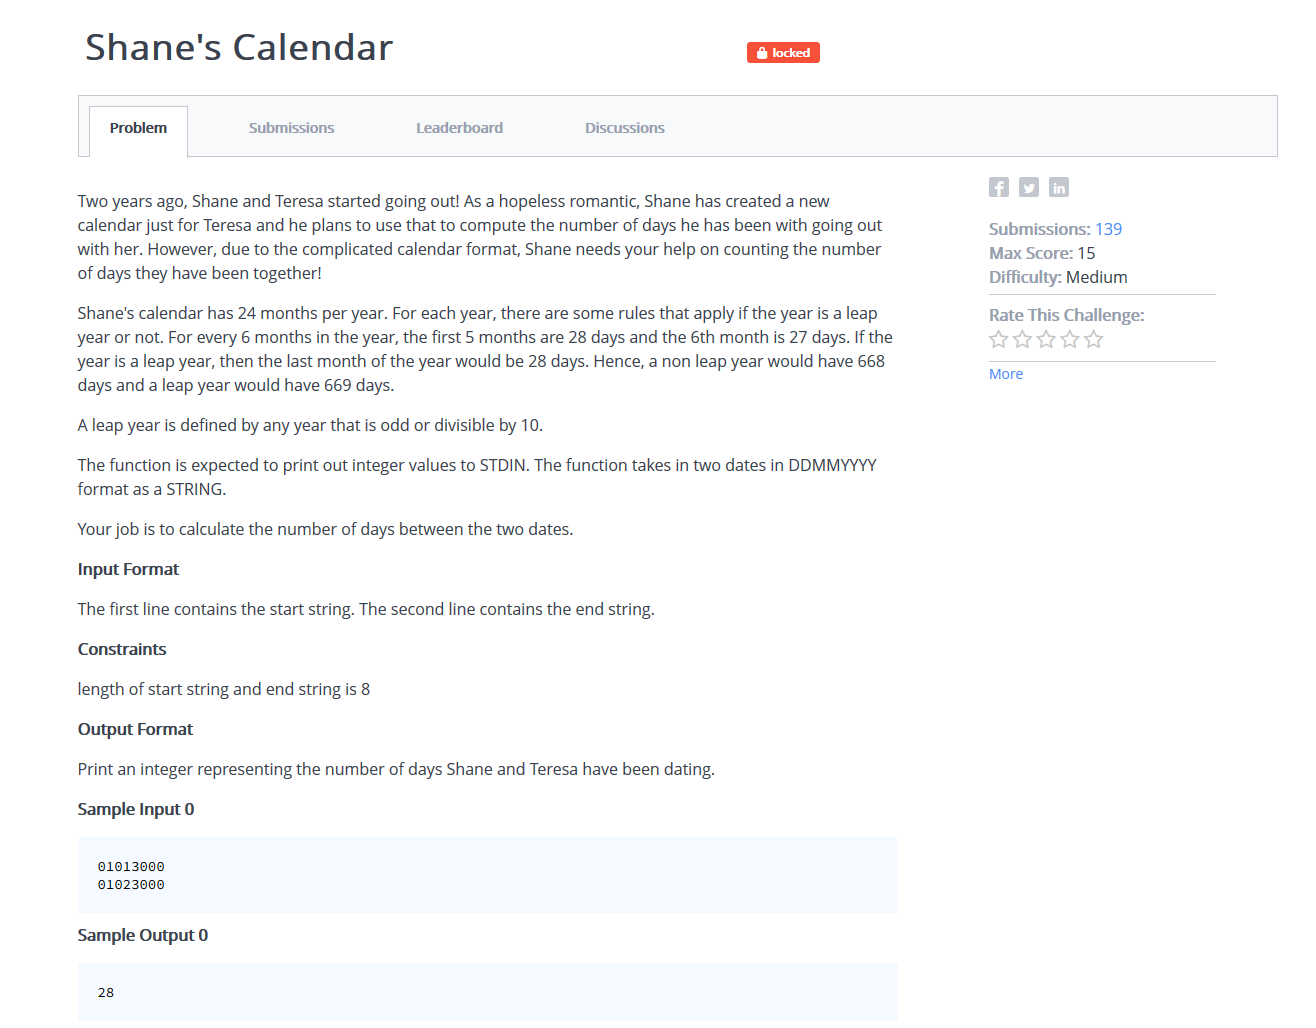 Shane's Calendar
locked
Problem
Submissions
Leaderboard
Discussions
Two years ago, Shane and Teresa started going out! As a hopeless romantic, Shane has created a new
calendar just for Teresa and he plans to use that to compute the number of days he has been with going out
with her. However, due to the complicated calendar format, Shane needs your help on counting the number
of days they have been together!
Shane's calendar has 24 months per year. For each year, there are some rules that apply if the year is a leap
year or not. For every 6 months in the year, the first 5 months are 28 days and the 6th month is 27 days. If the
year is a leap year, then the last month of the year would be 28 days. Hence, a non leap year would have 668
days and a leap year would have 669 days.
A leap year is defined by any year that is odd or divisible by 10.
The function is expected to print out integer values to STDIN. The function takes in two dates in DDMMYYYY
format as a STRING.
Your job is to calculate the number of days between the two dates.
Input Format
The first line contains the start string. The second line contains the end string.
Constraints
length of start string and end string is 8
Output Format
Print an integer representing the number of days Shane and Teresa have been dating.
Sample Input 0
01013000
01023000
Sample Output 0
28
f
in
Submissions: 139
Max Score: 15
Difficulty: Medium
Rate This Challenge:
More